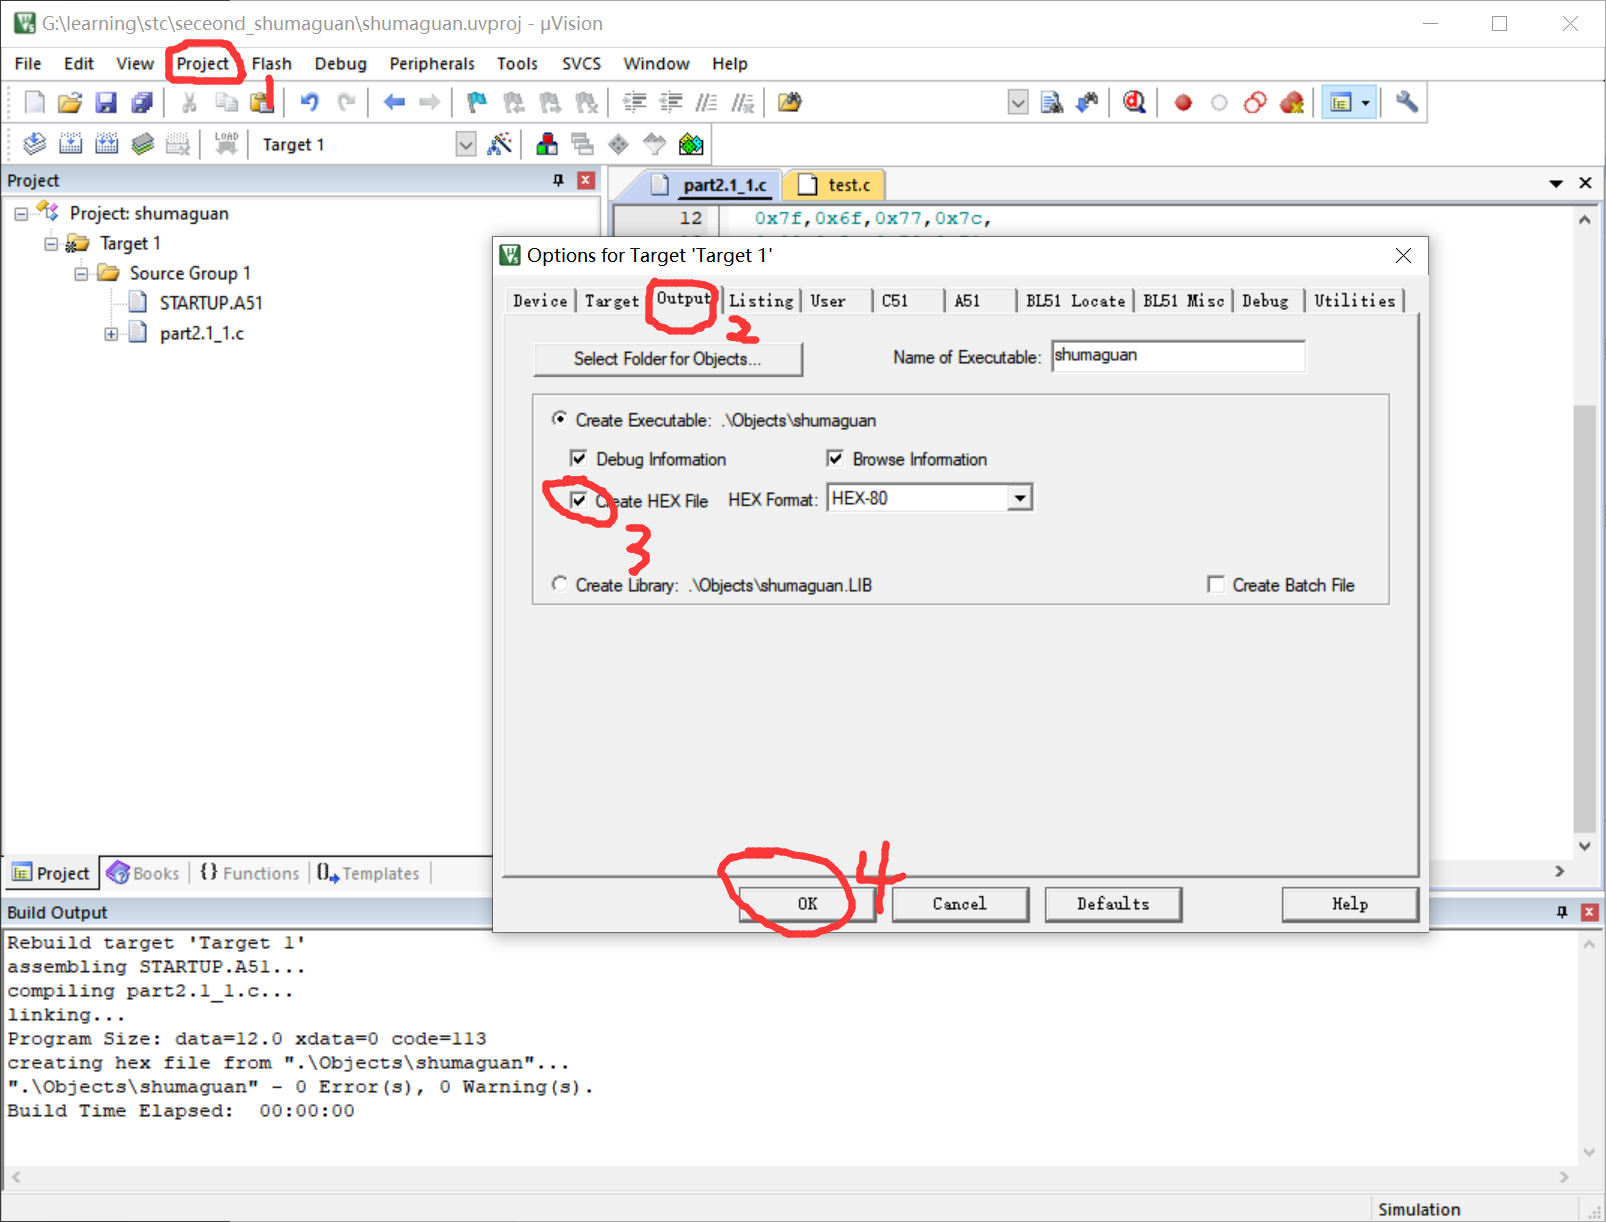 G:\learning\stc\seceond_shumaguan\shumaguan.uvproj - µVision
File Edit View Project Flash Debug Peripherals Tools SVCS Window Help
1
LOAD
Target 1
Project
part2.1_1.c test.c
Project: shumaguan
12 0x7f,0x6f,0x77,0x7c,
Target 1
Source Group 1
STARTUP.A51
part2.1_1.c
Options for Target 'Target 1'
Device Target Output Listing User C51 A51 BL51 Locate BL51 Misc Debug Utilities
2
Select Folder for Objects... Name of Executable: shumaguan
Create Executable: .\Objects\shumaguan
Debug Information Browse Information
Create HEX File HEX Format: HEX-80
3
Create Library: .\Objects\shumaguan.LIB Create Batch File
4
OK Cancel Defaults Help
Project Books {} Functions 0 Templates
Build Output
Rebuild target 'Target 1'
assembling STARTUP.A51...
compiling part2.1_1.c...
linking...
Program Size: data=12.0 xdata=0 code=113
creating hex file from ".\Objects\shumaguan"...
".\Objects\shumaguan" - 0 Error(s), 0 Warning(s).
Build Time Elapsed:  00:00:00
Simulation